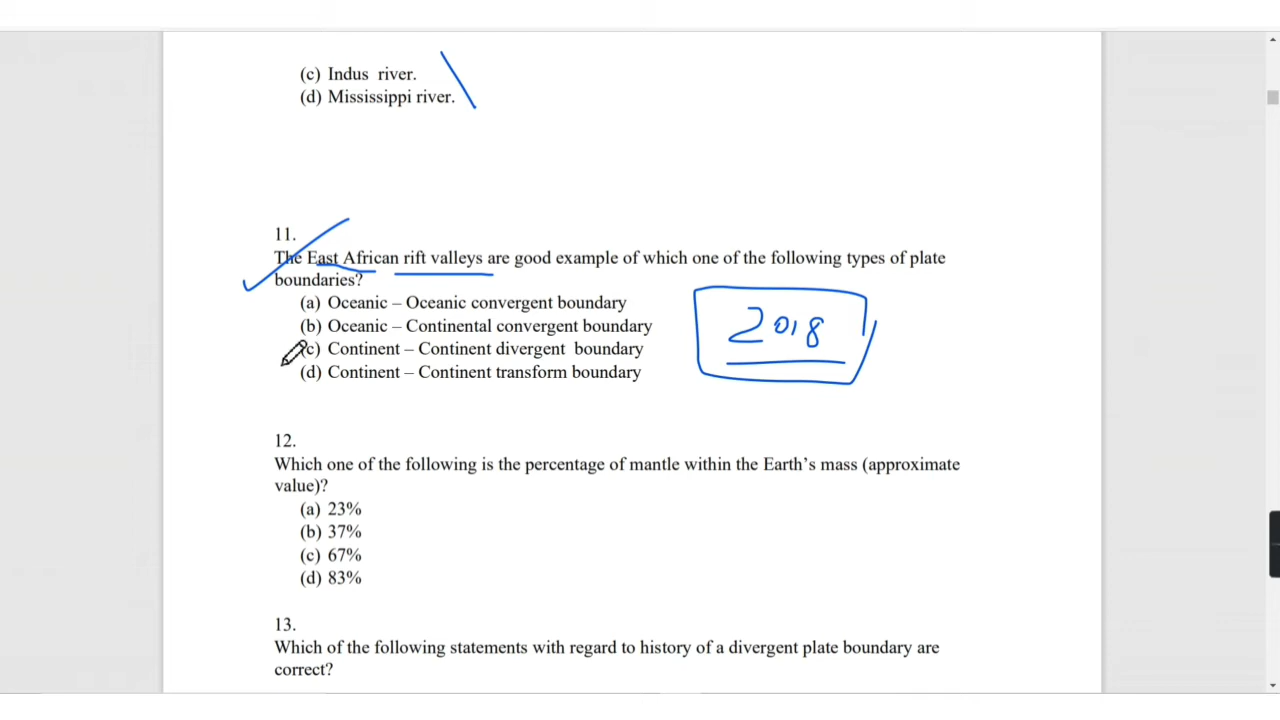 (c) Indus river.
(d) Mississippi river.
11.
The East African rift valleys are good example of which one of the following types of plate
boundaries?
(a) Oceanic – Oceanic convergent boundary
(b) Oceanic – Continental convergent boundary
2018
(c) Continent – Continent divergent boundary
(d) Continent – Continent transform boundary
12.
Which one of the following is the percentage of mantle within the Earth's mass (approximate
value)?
(a) 23%
(b) 37%
(c) 67%
(d) 83%
13.
Which of the following statements with regard to history of a divergent plate boundary are
correct?